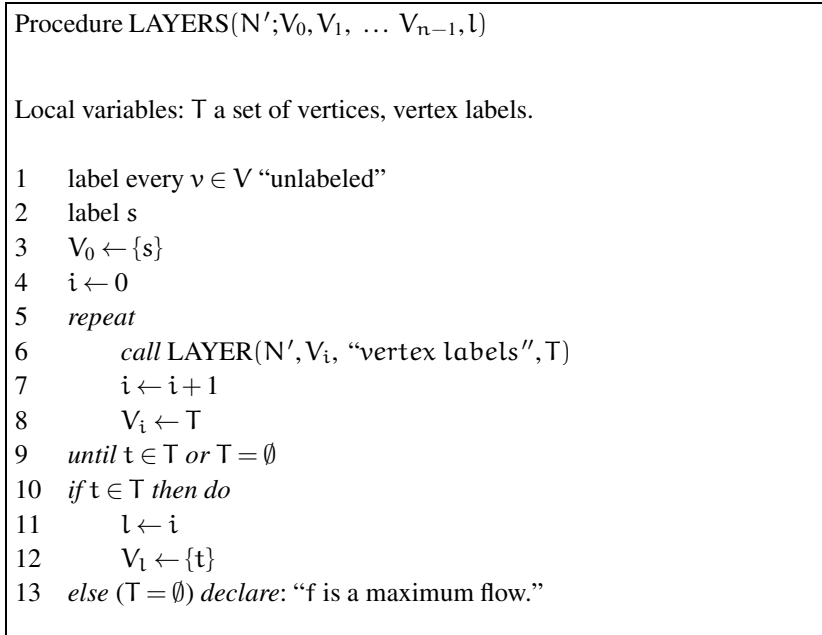 Procedure LAYERS(N′;V₀,V₁, … Vₙ₋₁,l)
Local variables: T a set of vertices, vertex labels.
1 label every v ∈ V “unlabeled”
2 label s
3 V₀ ← {s}
4 i ← 0
5 repeat
6 call LAYER(N′,Vᵢ, “vertex labels″,T)
7 i ← i+1
8 Vᵢ ← T
9 until t ∈ T or T = ∅
10 if t ∈ T then do
11 l ← i
12 Vₗ ← {t}
13 else (T = ∅) declare: “f is a maximum flow.”